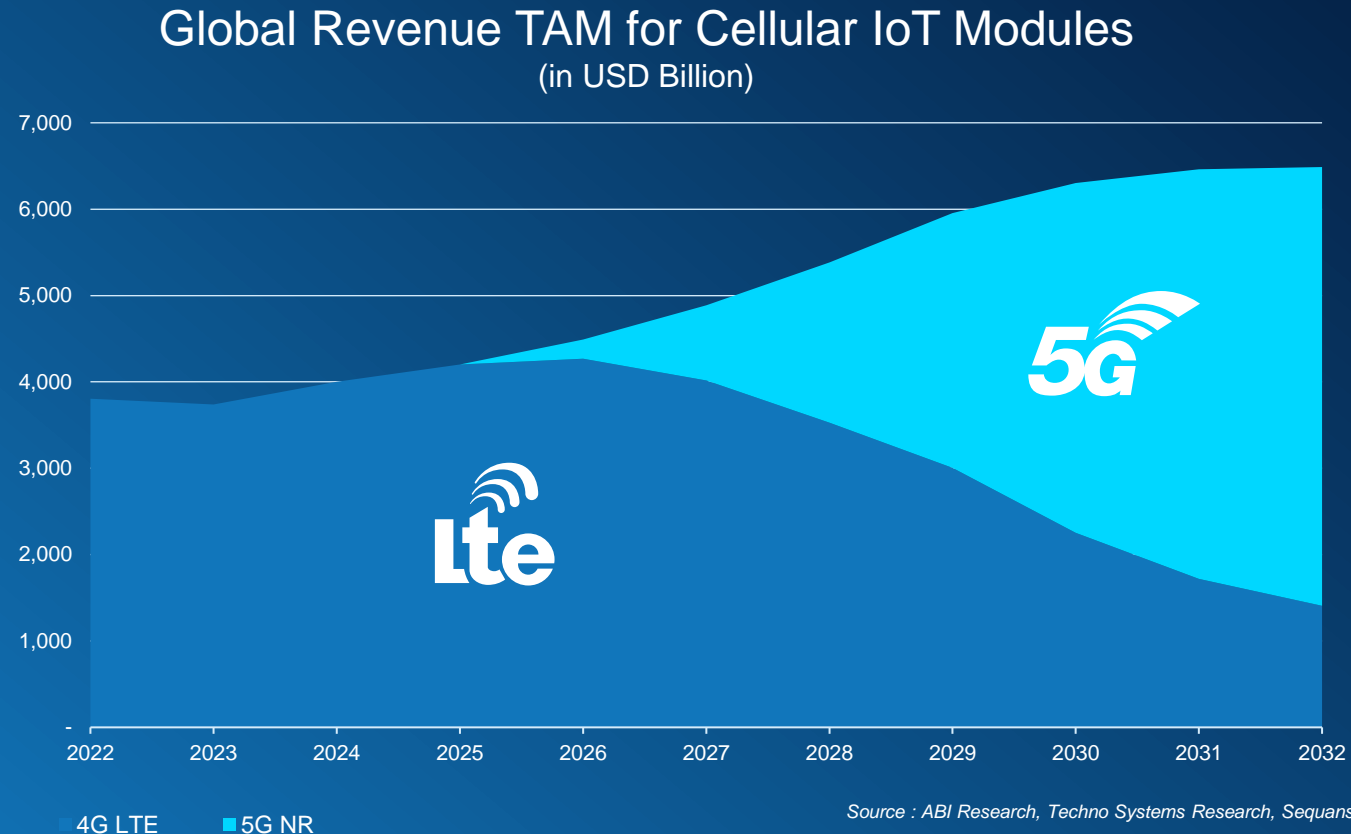 Global Revenue TAM for Cellular IoT Modules
(in USD Billion)
7,000
6,000
5,000
4,000
3,000
2,000
1,000
-
5G
Lte
2022 2023 2024 2025 2026 2027 2028 2029 2030 2031 2032
4G LTE 5G NR
Source : ABI Research, Techno Systems Research, Sequans